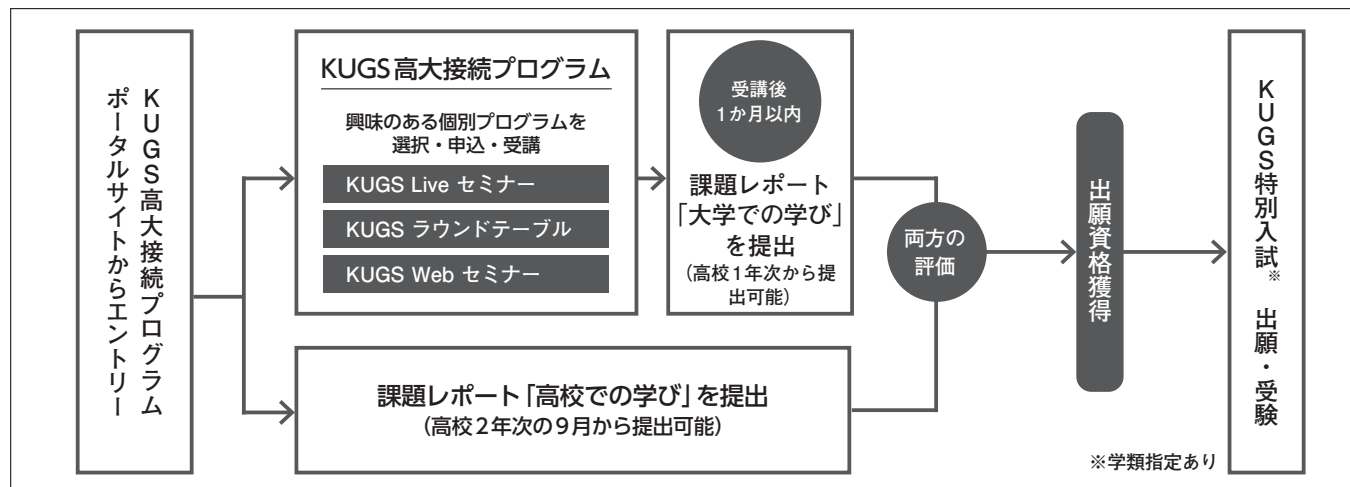 KUGS高大接続プログラム
ポータルサイトからエントリー
KUGS高大接続プログラム
興味のある個別プログラムを
選択・申込・受講
KUGS Live セミナー
KUGS ラウンドテーブル
KUGS Web セミナー
受講後
1か月以内
課題レポート
「大学での学び」
を提出
(高校1年次から提
出可能)
課題レポート「高校での学び」を提出
(高校2年次の9月から提出可能)
両方の
評価
出願資格獲得
KUGS特別入試※ 出願・受験
※学類指定あり